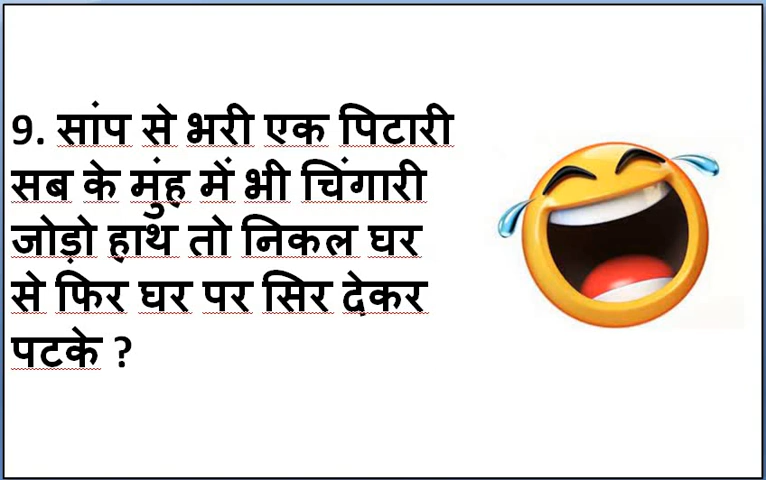 9. सांप से भरी एक पिटारी
सब के मुंह में भी चिंगारी
जोड़ो हाथ तो निकल घर
से फिर घर पर सिर देकर
पटके ?